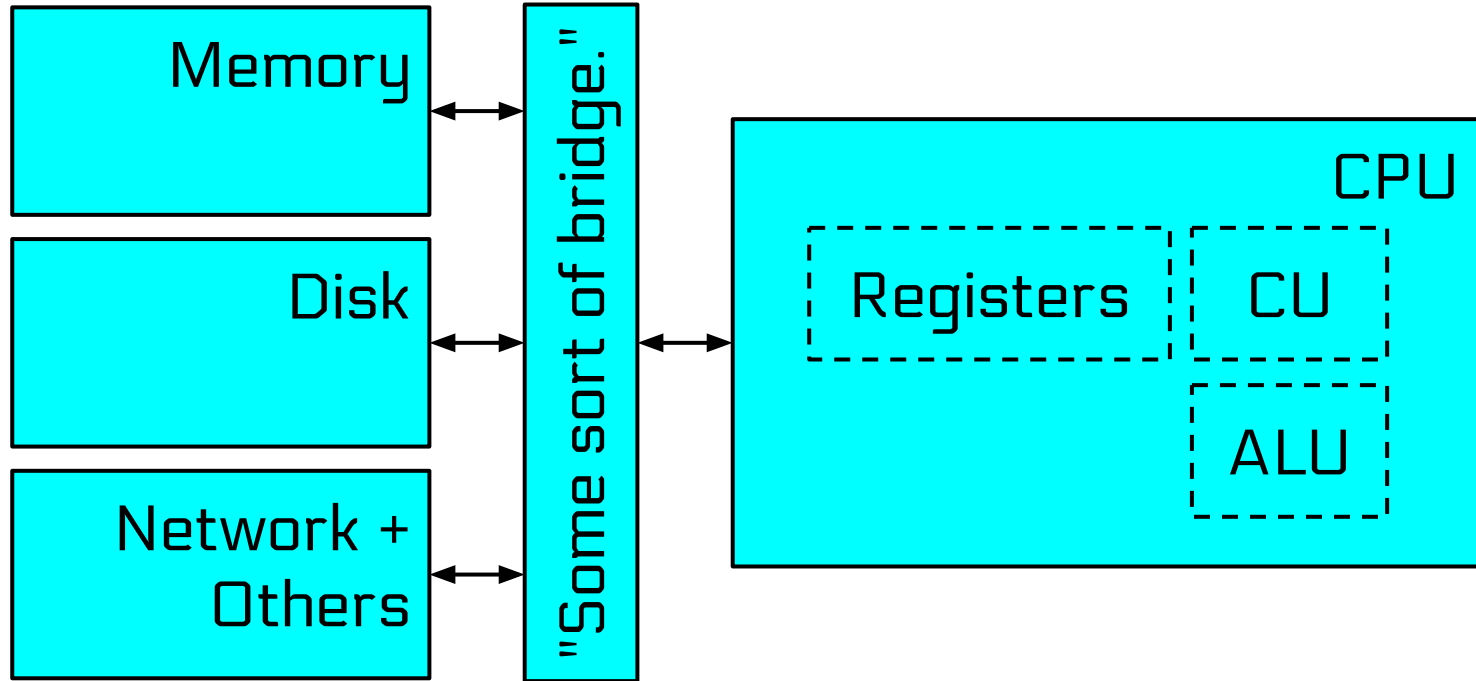 Memory
Disk
Network +
Others
"Some sort of bridge."
CPU
Registers
CU
ALU